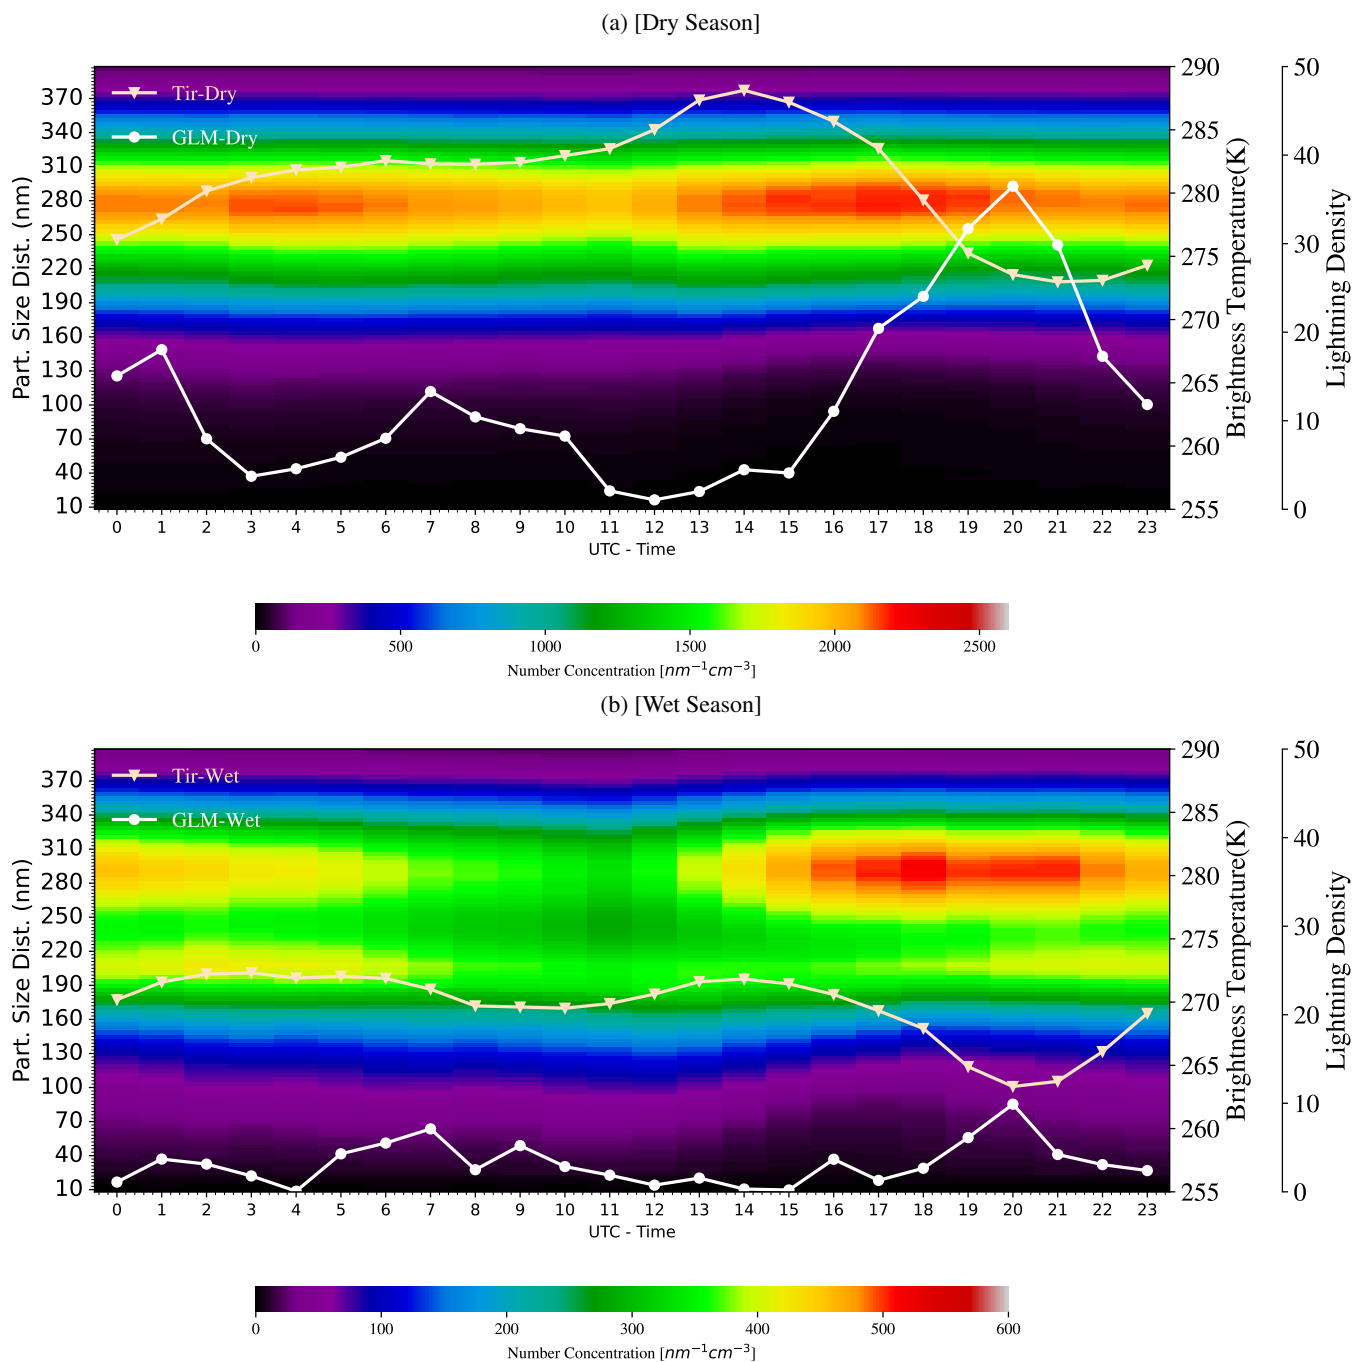 (a) [Dry Season]
Tir-Dry
GLM-Dry
Part. Size Dist. (nm)
370
340
310
280
250
220
190
160
130
100
70
40
10
0 1 2 3 4 5 6 7 8 9 10 11 12 13 14 15 16 17 18 19 20 21 22 23
UTC - Time
290
285
280
275
270
265
260
255
Brightness Temperature(K)
50
40
30
20
10
0
Lightning Density
0 500 1000 1500 2000 2500
Number Concentration [nm⁻¹cm⁻³]
(b) [Wet Season]
Tir-Wet
GLM-Wet
Part. Size Dist. (nm)
370
340
310
280
250
220
190
160
130
100
70
40
10
0 1 2 3 4 5 6 7 8 9 10 11 12 13 14 15 16 17 18 19 20 21 22 23
UTC - Time
290
285
280
275
270
265
260
255
Brightness Temperature(K)
50
40
30
20
10
0
Lightning Density
0 100 200 300 400 500 600
Number Concentration [nm⁻¹cm⁻³]